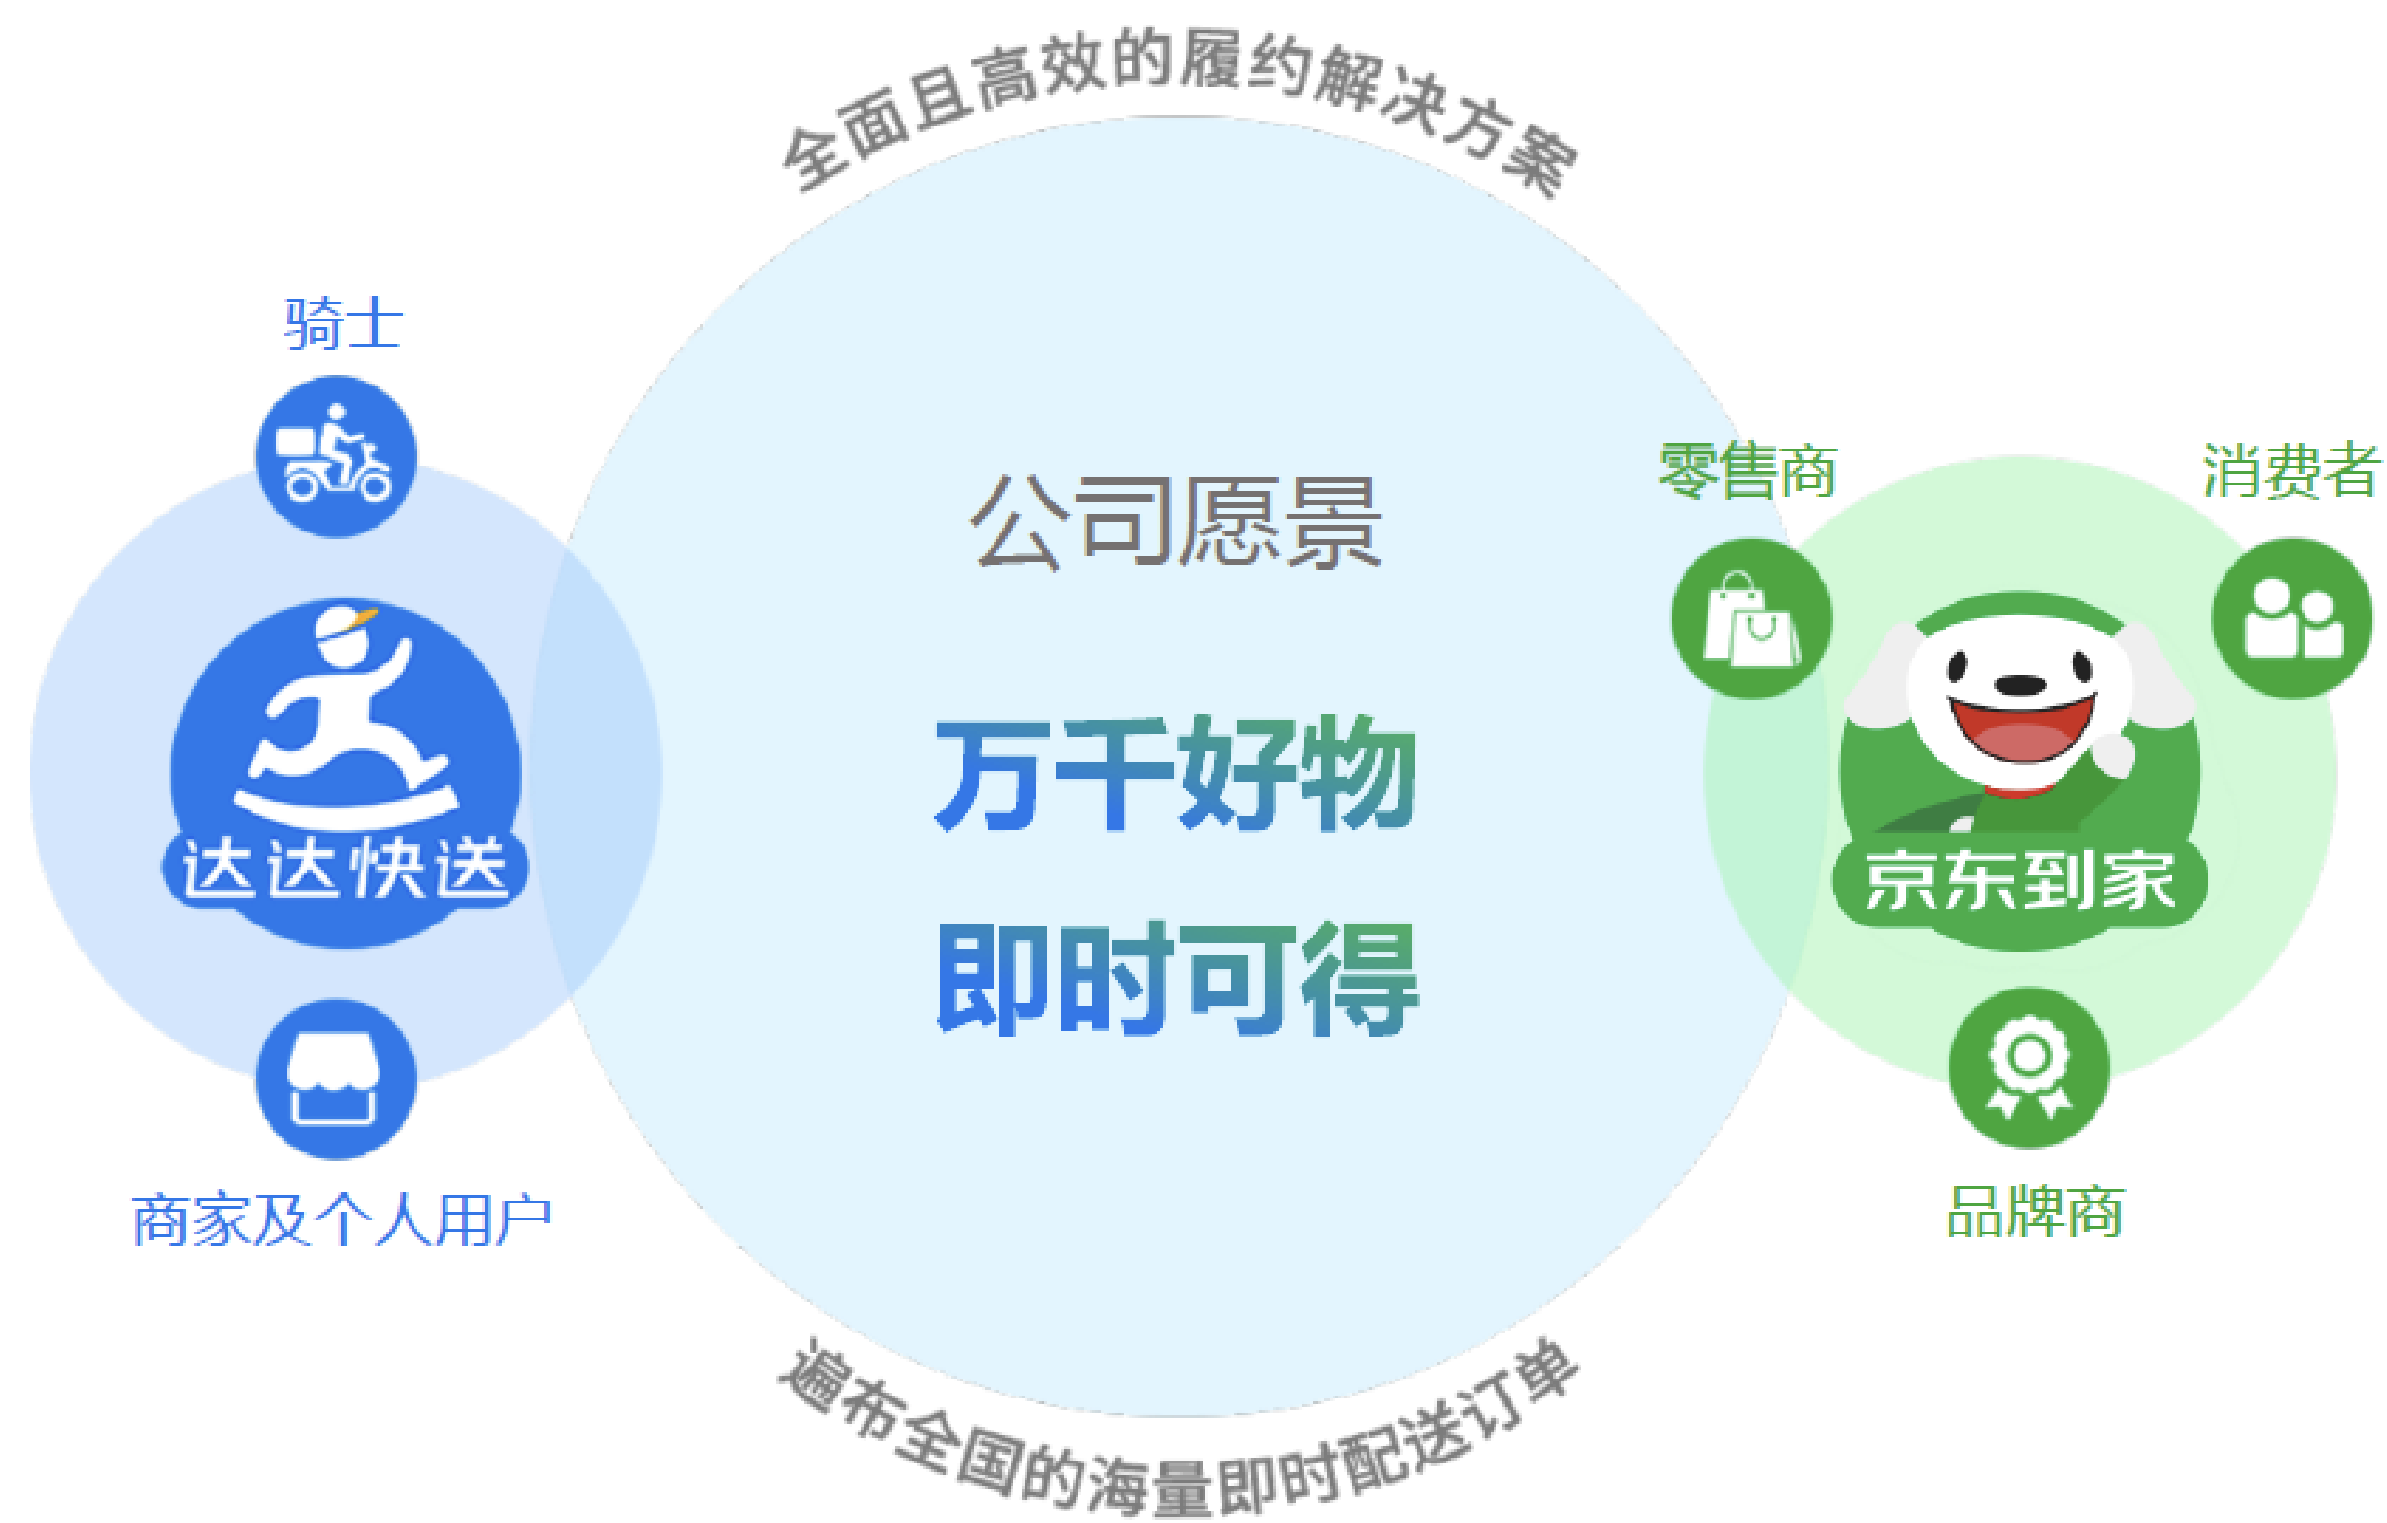 全面且高效的履约解决方案
骑士
零售商
消费者
公司愿景
万千好物
即时可得
达达快送
京东到家
商家及个人用户
品牌商
遍布全国的海量即时配送订单